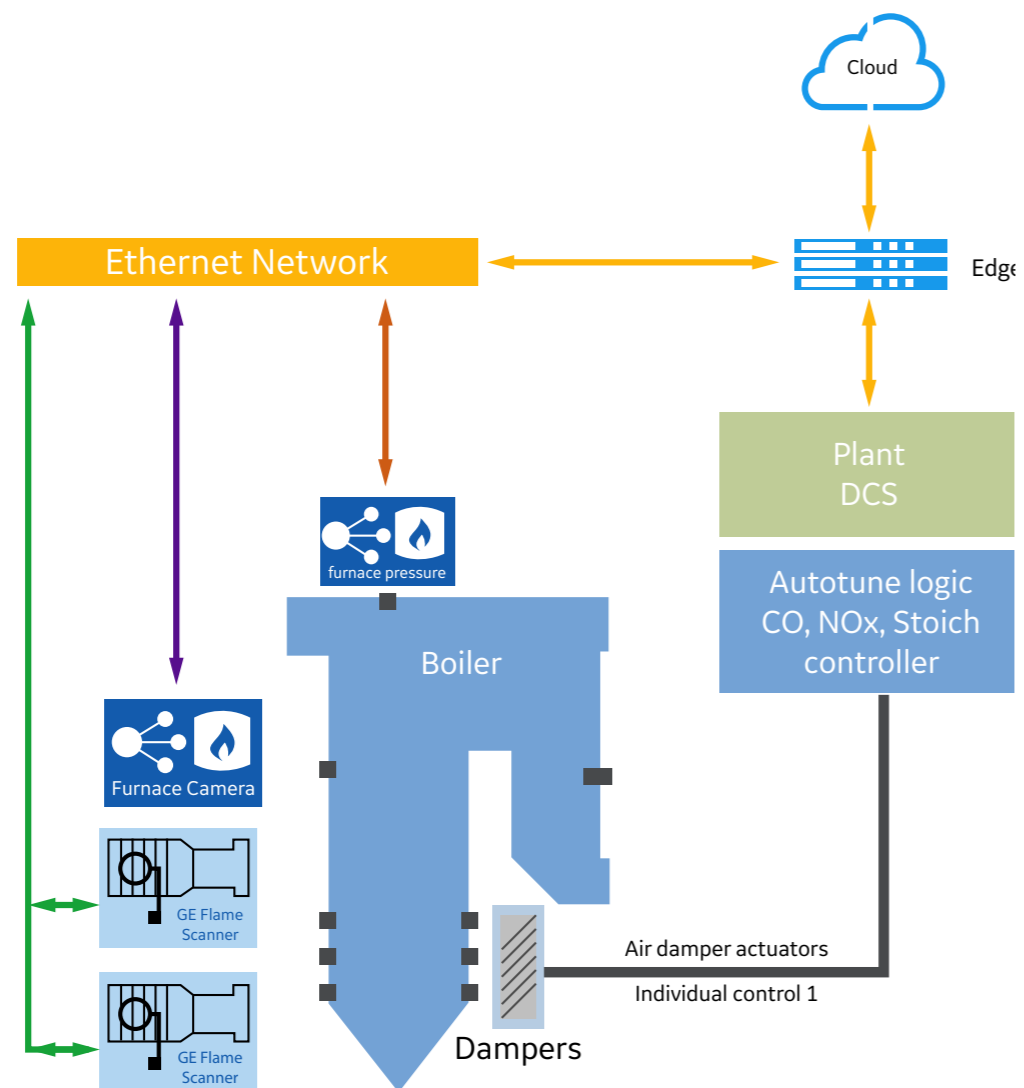 Cloud
Ethernet Network
Edge
Plant
DCS
furnace pressure
Autotune logic
CO, NOx, Stoich
controller
Boiler
Furnace Camera
GE Flame
Scanner
Air damper actuators
Individual control 1
Dampers
GE Flame
Scanner